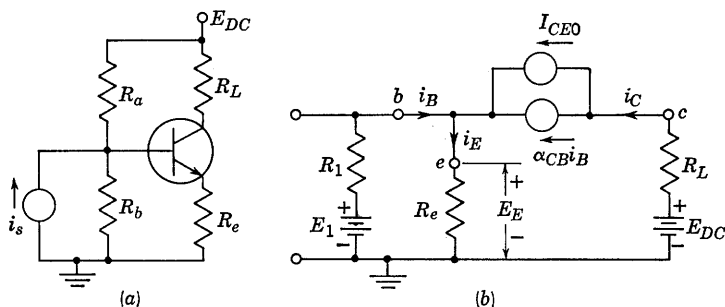 E_DC
R_a
R_L
R_b
R_e
i_s
(a)
I_CE0
b
i_B
i_C
c
i_E
α_CB i_B
R_1
e
+
R_L
+
R_e
E_E
+
E_1
-
-
E_DC
-
(b)